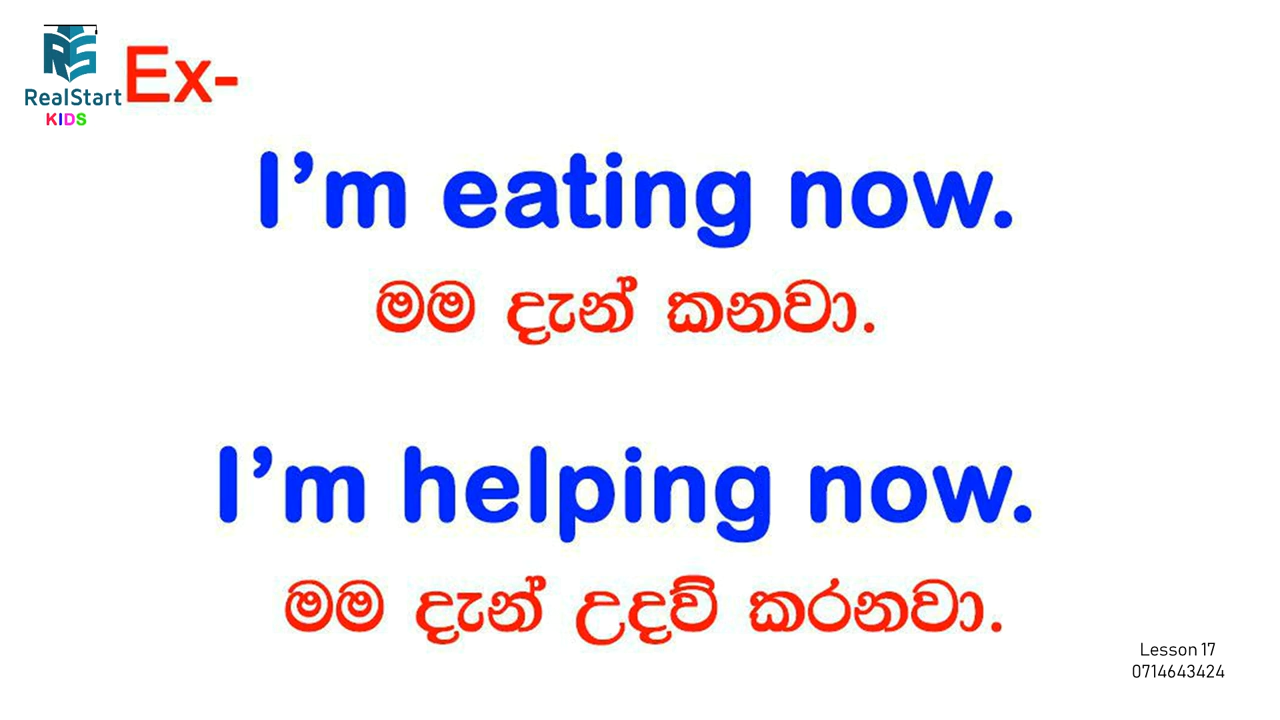 RealStart
KIDS
Ex-
I’m eating now.
මම දැන් කනවා.
I’m helping now.
මම දැන් උදව් කරනවා.
Lesson 17
0714643424